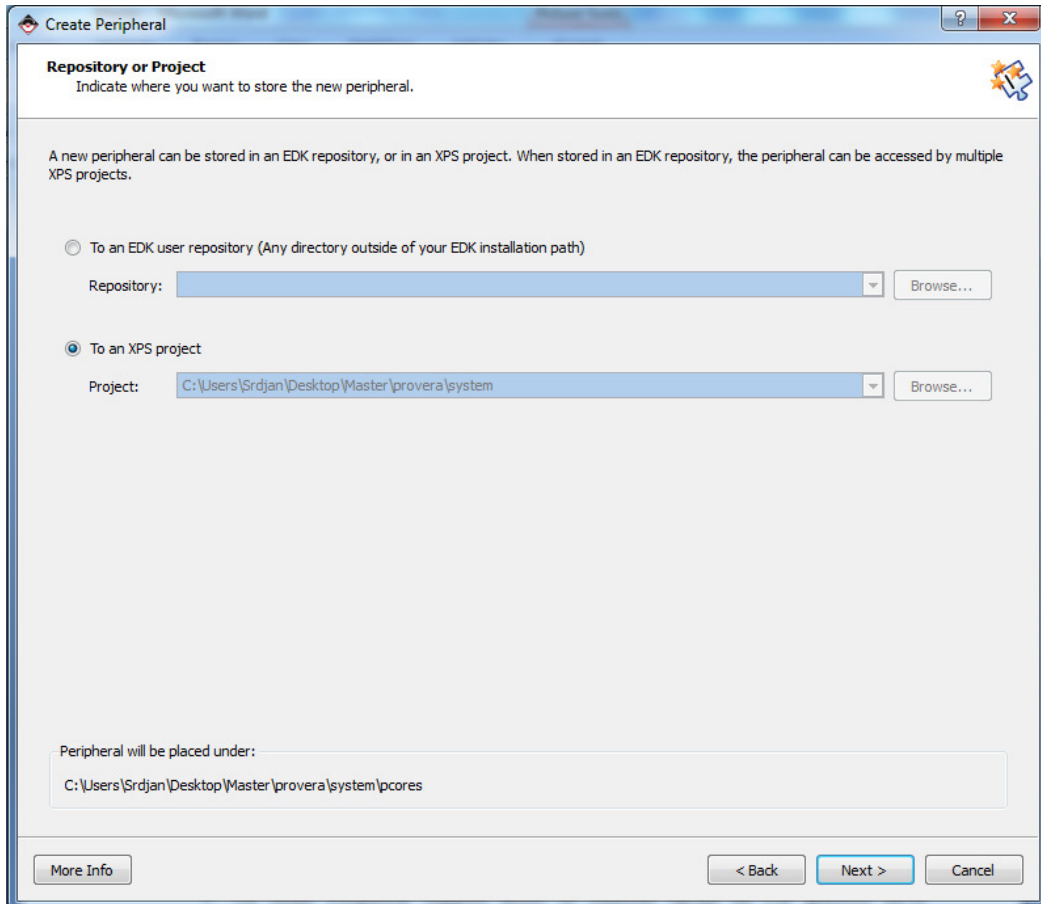 Create Peripheral
Repository or Project
Indicate where you want to store the new peripheral.
A new peripheral can be stored in an EDK repository, or in an XPS project. When stored in an EDK repository, the peripheral can be accessed by multiple
XPS projects.
To an EDK user repository (Any directory outside of your EDK installation path)
Repository:
Browse...
To an XPS project
Project: C:\Users\Srdjan\Desktop\Master\provera\system
Browse...
Peripheral will be placed under:
C:\Users\Srdjan\Desktop\Master\provera\system\pcores
More Info
< Back
Next >
Cancel